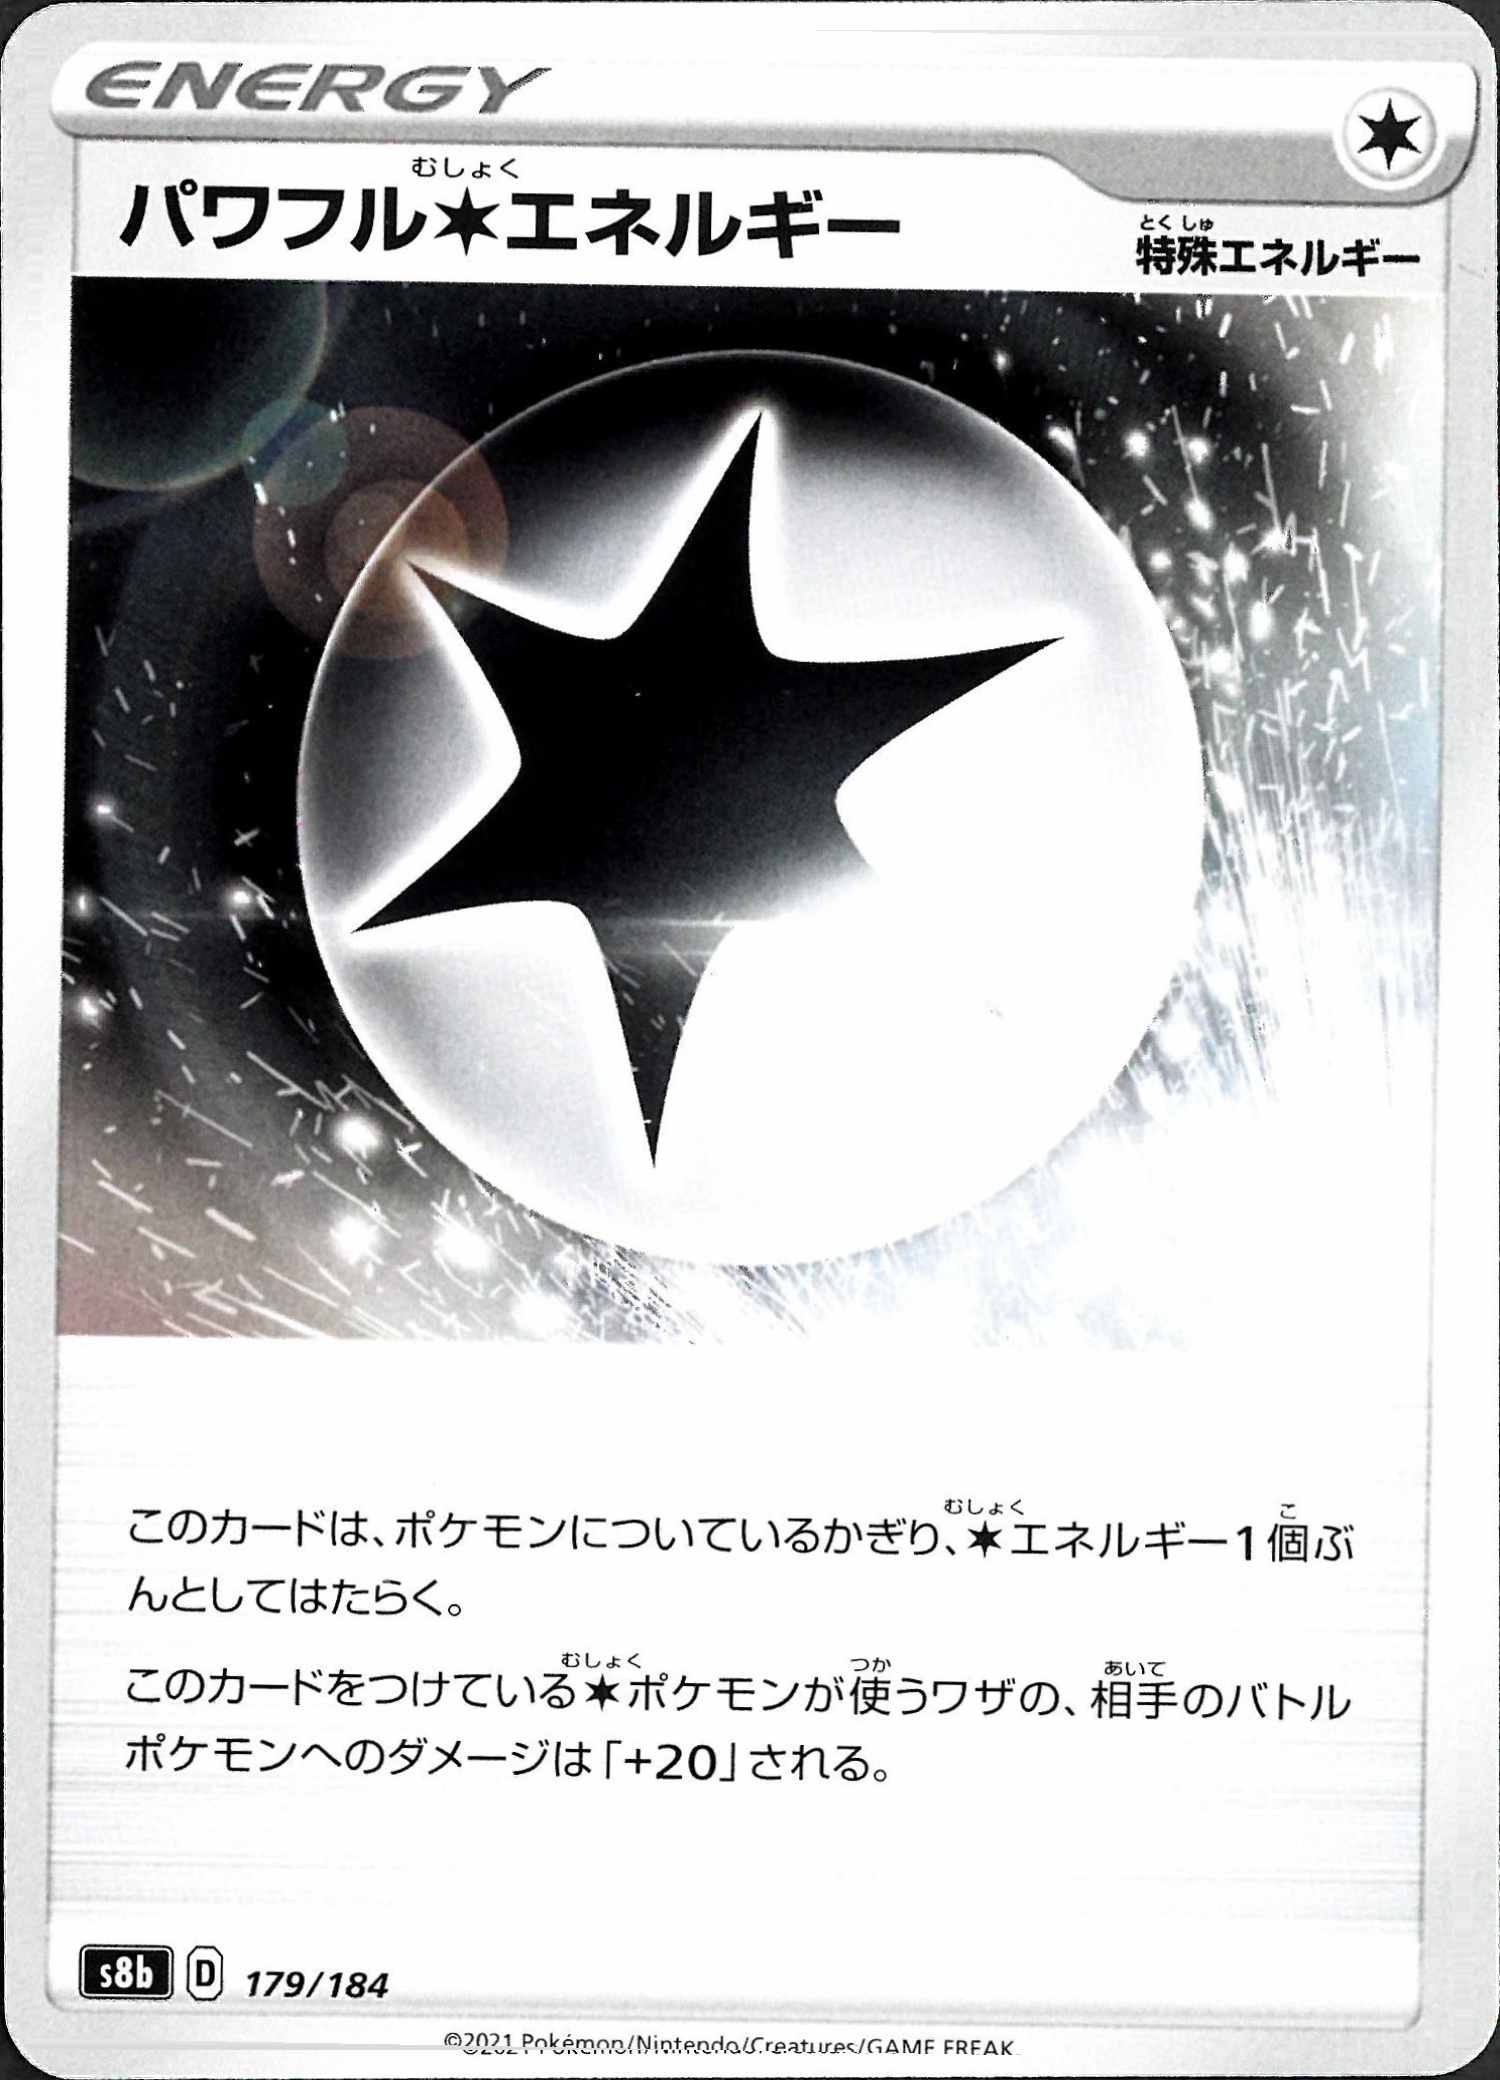 ENERGY
パワフル★エネルギー
むしょく
特殊エネルギー
とくしゅ
このカードは、ポケモンについているかぎり、★エネルギー1個ぶ
むしょく
こ
んとしてはたらく。
このカードをつけている★ポケモンが使うワザの、相手のバトル
むしょく
つか
あいて
ポケモンへのダメージは「+20」される。
s8b D 179/184
©2021 Pokémon/Nintendo/Creatures/GAME FREAK.